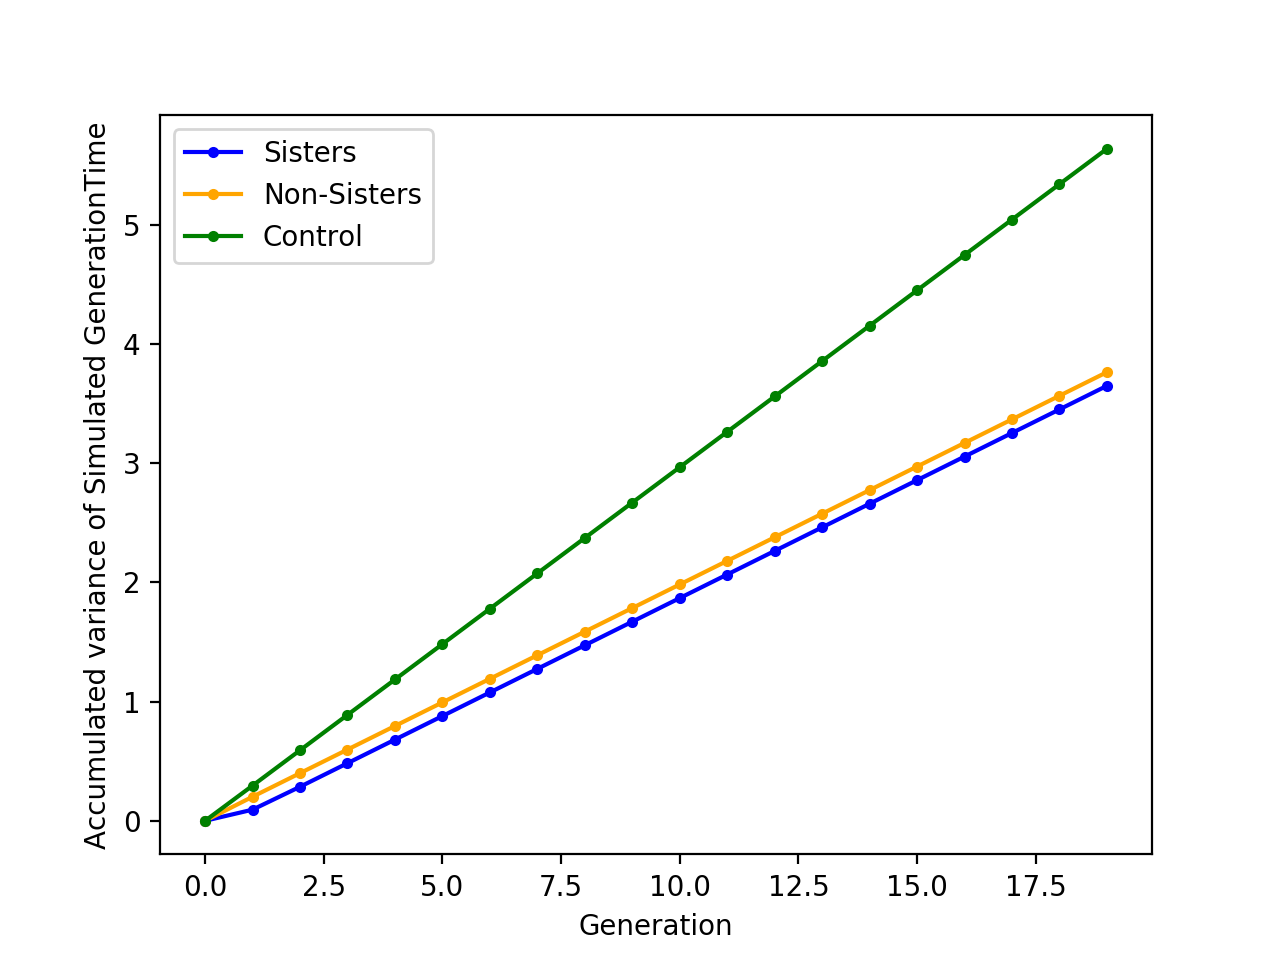 Sisters
Non-Sisters
Control
Accumulated variance of Simulated GenerationTime
5
4
3
2
1
0
0.0 2.5 5.0 7.5 10.0 12.5 15.0 17.5
Generation